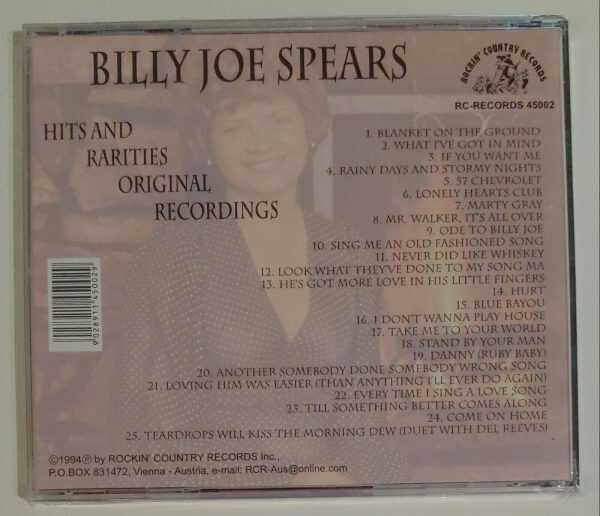 BILLY JOE SPEARS
ROCKIN' COUNTRY RECORDS
RC-RECORDS 45002
HITS AND
RARITIES
ORIGINAL
RECORDINGS
1. BLANKET ON THE GROUND
2. WHAT I'VE GOT IN MIND
3. IF YOU WANT ME
4. RAINY DAYS AND STORMY NIGHTS
5. 57 CHEVROLET
6. LONELY HEARTS CLUB
7. MARTY GRAY
8. MR. WALKER, IT'S ALL OVER
9. ODE TO BILLY JOE
10. SING ME AN OLD FASHIONED SONG
11. NEVER DID LIKE WHISKEY
12. LOOK WHAT THEY'VE DONE TO MY SONG MA
13. HE'S GOT MORE LOVE IN HIS LITTLE FINGERS
14. HURT
15. BLUE BAYOU
16. I DON'T WANNA PLAY HOUSE
17. TAKE ME TO YOUR WORLD
18. STAND BY YOUR MAN
19. DANNY (RUBY BABY)
20. ANOTHER SOMEBODY DONE SOMEBODY WRONG SONG
21. LOVING HIM WAS EASIER (THAN ANYTHING I'LL EVER DO AGAIN)
22. EVERY TIME I SING A LOVE SONG
23. TILL SOMETHING BETTER COMES ALONG
24. COME ON HOME
25. TEARDROPS WILL KISS THE MORNING DEW (DUET WITH DEL REEVES)
9028911450029
©1994℗ by ROCKIN' COUNTRY RECORDS Inc.,
P.O.BOX 831472, Vienna - Austria, e-mail: RCR-Aus@online.com